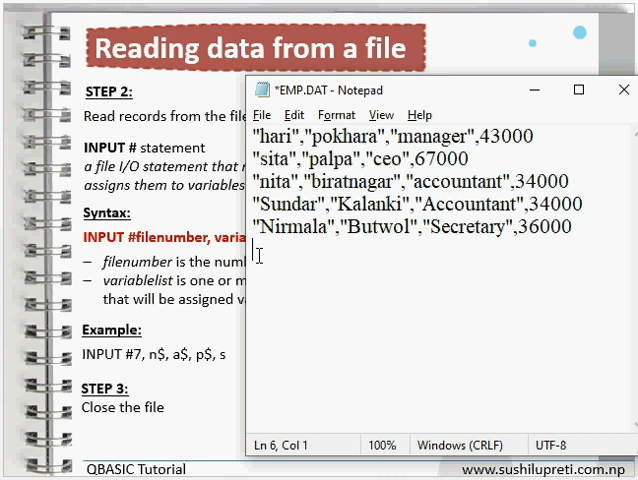 Reading data from a file
STEP 2:
Read records from the file
INPUT # statement
a file I/O statement that
assigns them to variables
Syntax:
INPUT #filenumber, varia
– filenumber is the num
– variablelist is one or m
that will be assigned va
Example:
INPUT #7, n$, a$, p$, s
STEP 3:
Close the file
QBASIC Tutorial
www.sushilupreti.com.np
*EMP.DAT - Notepad
File Edit Format View Help
"hari","pokhara","manager",43000
"sita","palpa","ceo",67000
"nita","biratnagar","accountant",34000
"Sundar","Kalanki","Accountant",34000
"Nirmala","Butwol","Secretary",36000
Ln 6, Col 1 100% Windows (CRLF) UTF-8